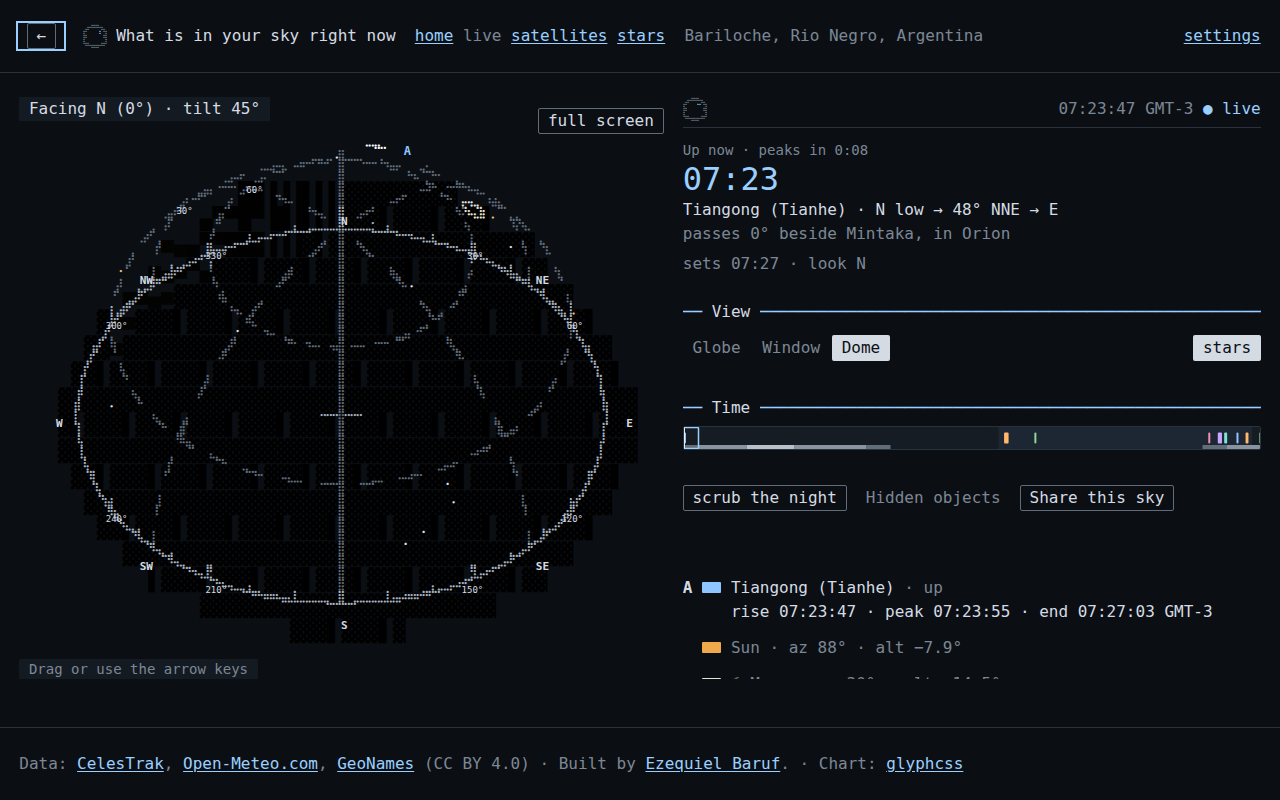 ← What is in your sky right now home live satellites stars Bariloche, Rio Negro, Argentina settings
Facing N (0°) · tilt 45°
full screen
07:23:47 GMT-3 ● live
Up now · peaks in 0:08
07:23
Tiangong (Tianhe) · N low → 48° NNE → E
passes 0° beside Mintaka, in Orion
sets 07:27 · look N
View
Globe Window Dome stars
Time
scrub the night Hidden objects Share this sky
A Tiangong (Tianhe) · up
rise 07:23:47 · peak 07:23:55 · end 07:27:03 GMT-3
Sun · az 88° · alt −7.9°
A
60°
30°
N
330°
30°
NW
NE
300°
60°
W
E
240°
120°
SW
SE
210°
150°
S
Drag or use the arrow keys
Data: CelesTrak, Open-Meteo.com, GeoNames (CC BY 4.0) · Built by Ezequiel Baruf. · Chart: glyphcss